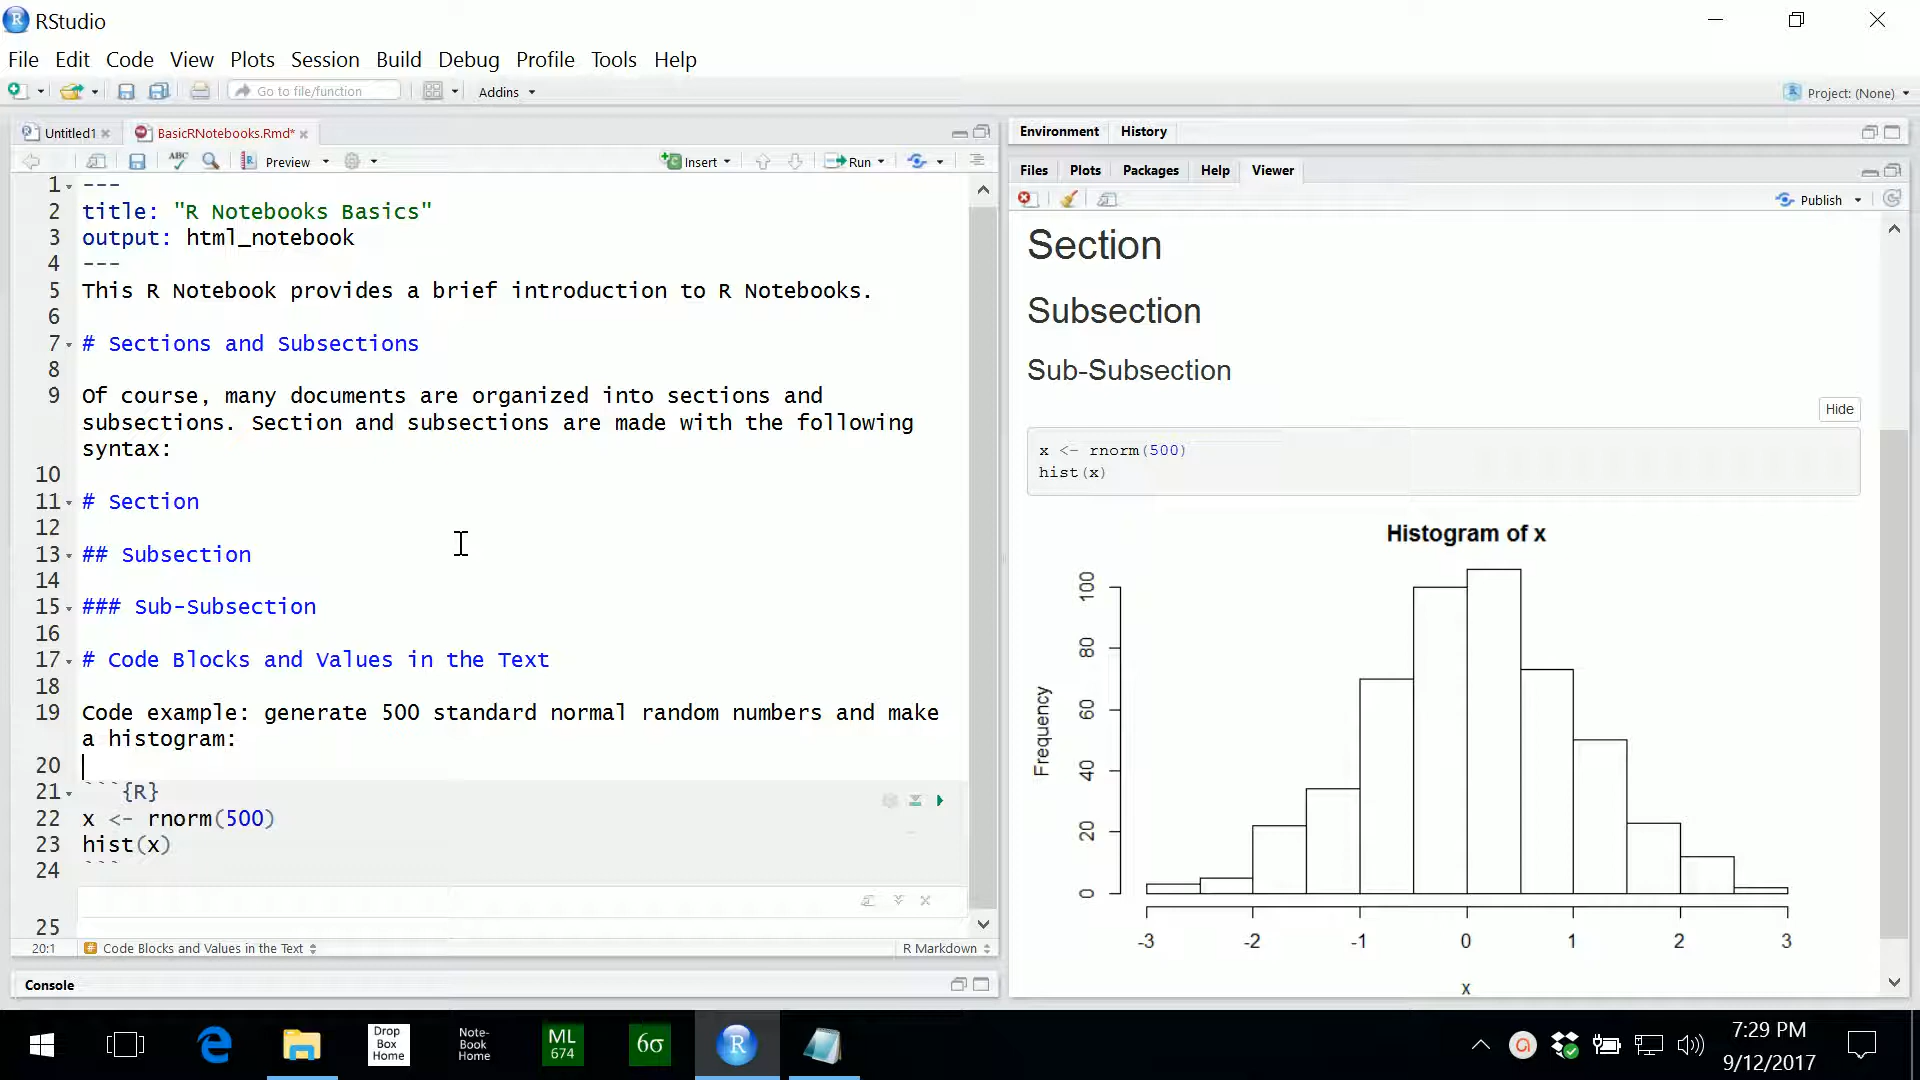 RStudio
File Edit Code View Plots Session Build Debug Profile Tools Help
Go to file/function Addins Project: (None)
Untitled1 BasicRNotebooks.Rmd*
ABC Preview Insert Run
1 ---
2 title: "R Notebooks Basics"
3 output: html_notebook
4 ---
5 This R Notebook provides a brief introduction to R Notebooks.
6
7 # Sections and Subsections
8
9 Of course, many documents are organized into sections and
subsections. Section and subsections are made with the following
syntax:
10
11 # Section
12
13 ## Subsection
14
15 ### Sub-Subsection
16
17 # Code Blocks and Values in the Text
18
19 Code example: generate 500 standard normal random numbers and make
a histogram:
20
21 ```{R}
22 x <- rnorm(500)
23 hist(x)
24 ```
25
20:1 # Code Blocks and Values in the Text R Markdown
Console
Environment History
Files Plots Packages Help Viewer
Publish
Section
Subsection
Sub-Subsection
Hide
x <- rnorm(500)
hist(x)
Histogram of x
Frequency
100
80
60
40
20
0
-3 -2 -1 0 1 2 3
x
Drop
Box
Home
Note-
Book
Home
ML
674
6σ
R
7:29 PM
9/12/2017